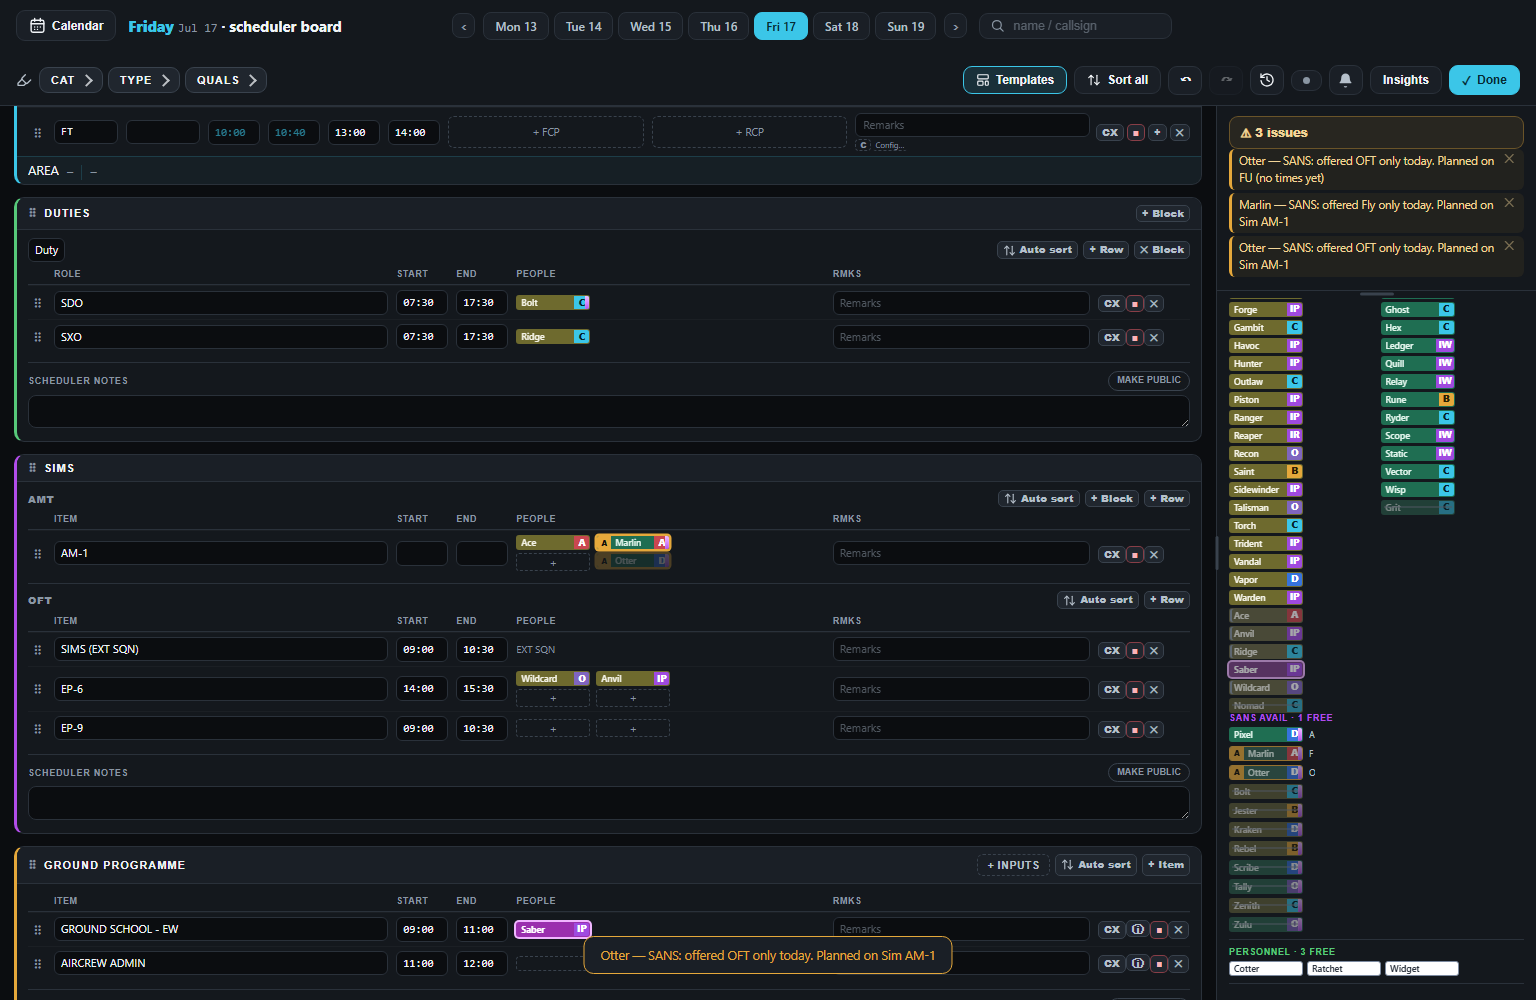 Calendar
Friday Jul 17 · scheduler board
‹ Mon 13 Tue 14 Wed 15 Thu 16 Fri 17 Sat 18 Sun 19 ›
name / callsign
CAT TYPE QUALS
Templates Sort all Insights ✓ Done
FT 10:00 10:40 13:00 14:00 + FCP + RCP Remarks CX + X
C Config...
AREA – | –
DUTIES + Block
Duty Auto sort + Row X Block
ROLE START END PEOPLE RMKS
SDO 07:30 17:30 Bolt C Remarks CX
SXO 07:30 17:30 Ridge C Remarks CX
SCHEDULER NOTES MAKE PUBLIC
SIMS
AMT Auto sort + Block + Row
ITEM START END PEOPLE RMKS
AM-1 Ace A A Marlin A Remarks CX
+ A Otter D
OFT Auto sort + Row
ITEM START END PEOPLE RMKS
SIMS (EXT SQN) 09:00 10:30 EXT SQN Remarks CX
EP-6 14:00 15:30 Wildcard O Anvil IP Remarks CX
+ +
EP-9 09:00 10:30 + + Remarks CX
SCHEDULER NOTES MAKE PUBLIC
GROUND PROGRAMME + INPUTS Auto sort + Item
ITEM START END PEOPLE RMKS
GROUND SCHOOL - EW 09:00 11:00 Saber IP Remarks CX
AIRCREW ADMIN 11:00 12:00 CX
Otter — SANS: offered OFT only today. Planned on Sim AM-1
⚠ 3 issues
Otter — SANS: offered OFT only today. Planned on
FU (no times yet)
Marlin — SANS: offered Fly only today. Planned on
Sim AM-1
Otter — SANS: offered OFT only today. Planned on
Sim AM-1
Forge IP Ghost C
Gambit C Hex C
Havoc IP Ledger IW
Hunter IP Quill IW
Outlaw C Relay IW
Piston IP Rune B
Ranger IP Ryder C
Reaper IR Scope IW
Recon O Static IW
Saint B Vector C
Sidewinder IP Wisp C
Talisman O Grit C
Torch C
Trident IP
Vandal IP
Vapor D
Warden IP
Ace A
Anvil IP
Ridge C
Saber IP
Wildcard O
Nomad C
SANS AVAIL · 1 FREE
Pixel D A
A Marlin A F
A Otter D O
Bolt C
Jester B
Kraken D
Rebel B
Scribe D
Tally O
Zenith C
Zulu O
PERSONNEL · 3 FREE
Cotter Ratchet Widget